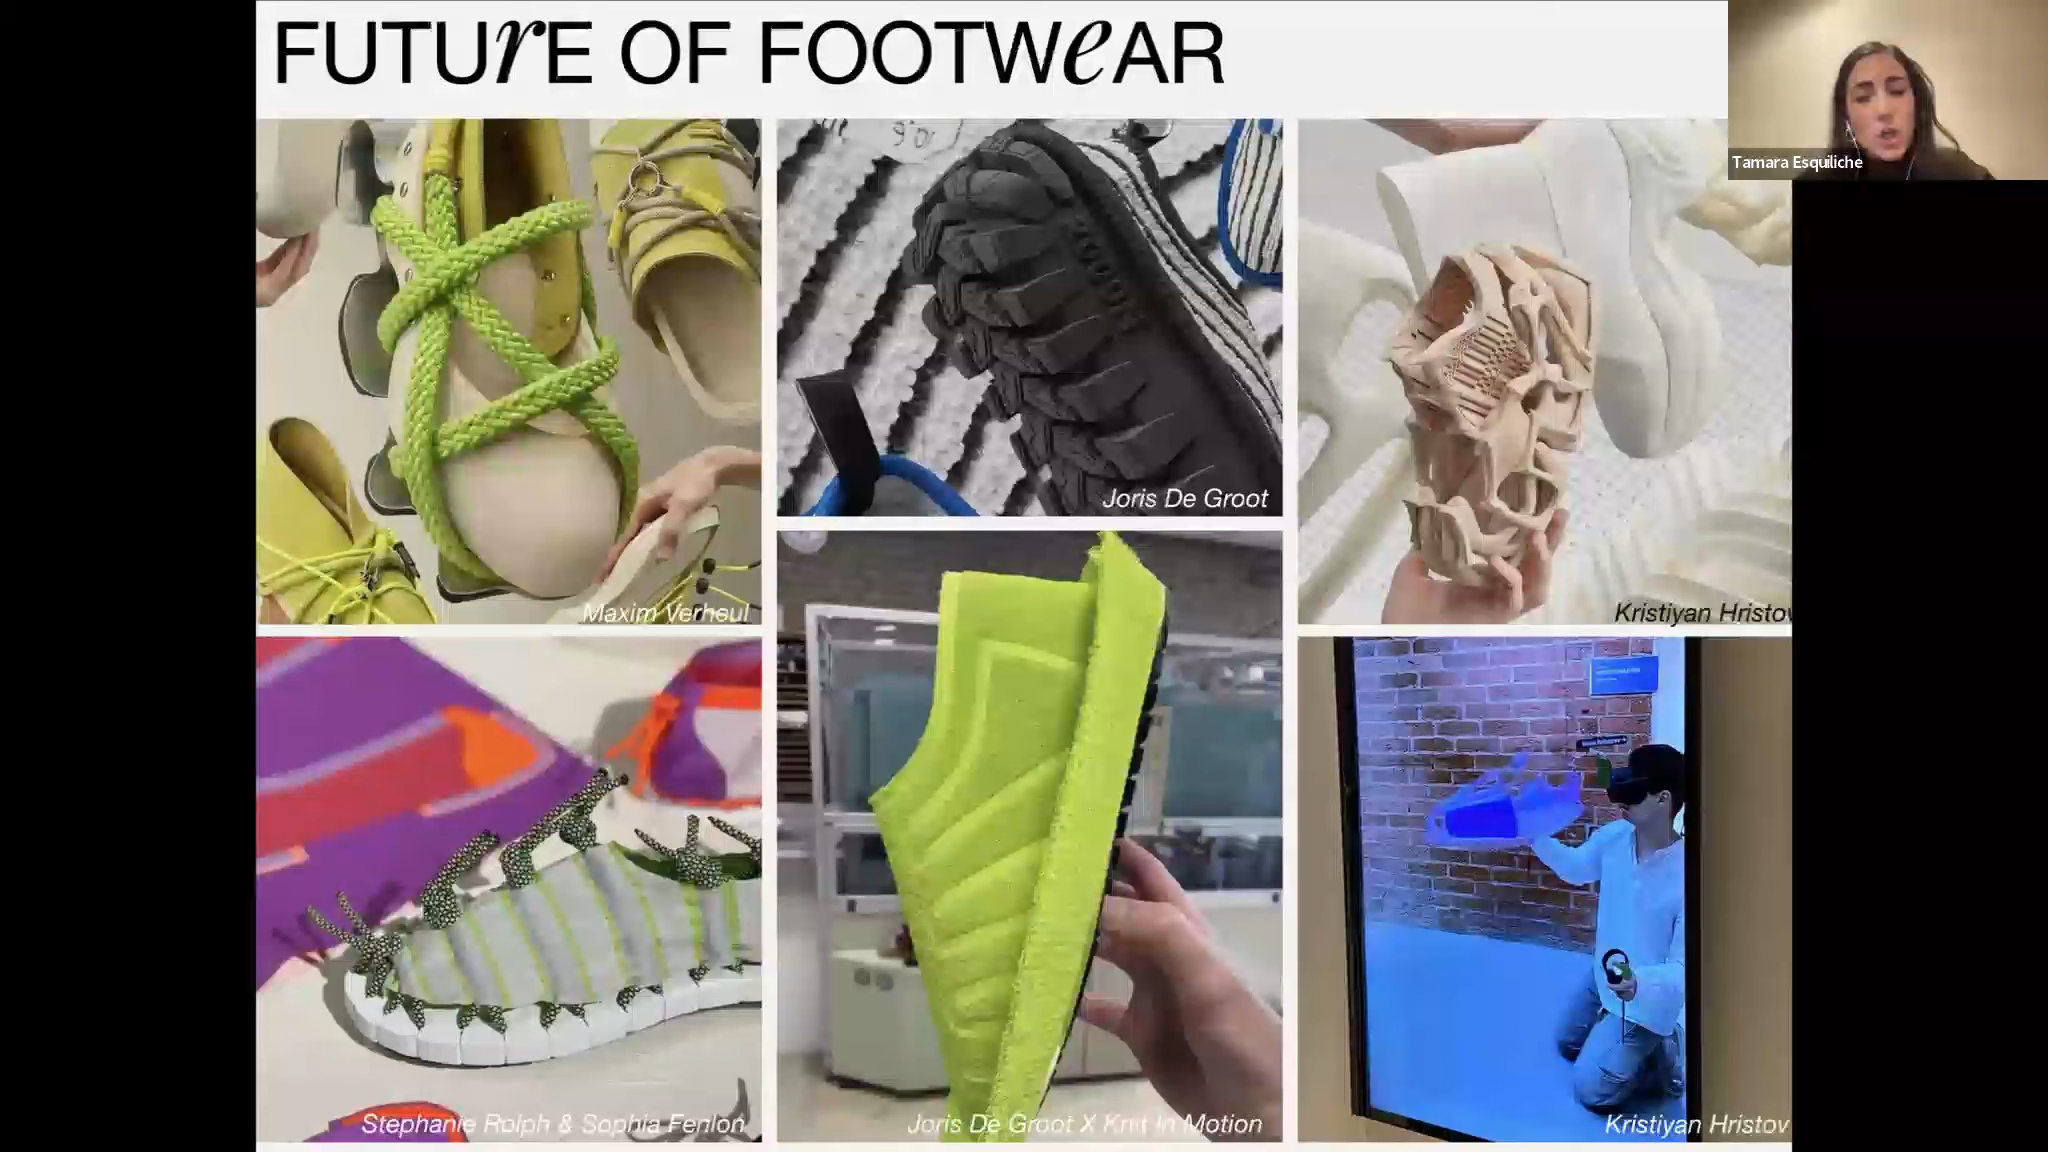 FUTUrE OF FOOTWeAR
Tamara Esquiliche
Joris De Groot
Maxim Verheul
Kristiyan Hristov
Stephanie Rolph & Sophia Fenlon
Joris De Groot X Knit In Motion
Kristiyan Hristov